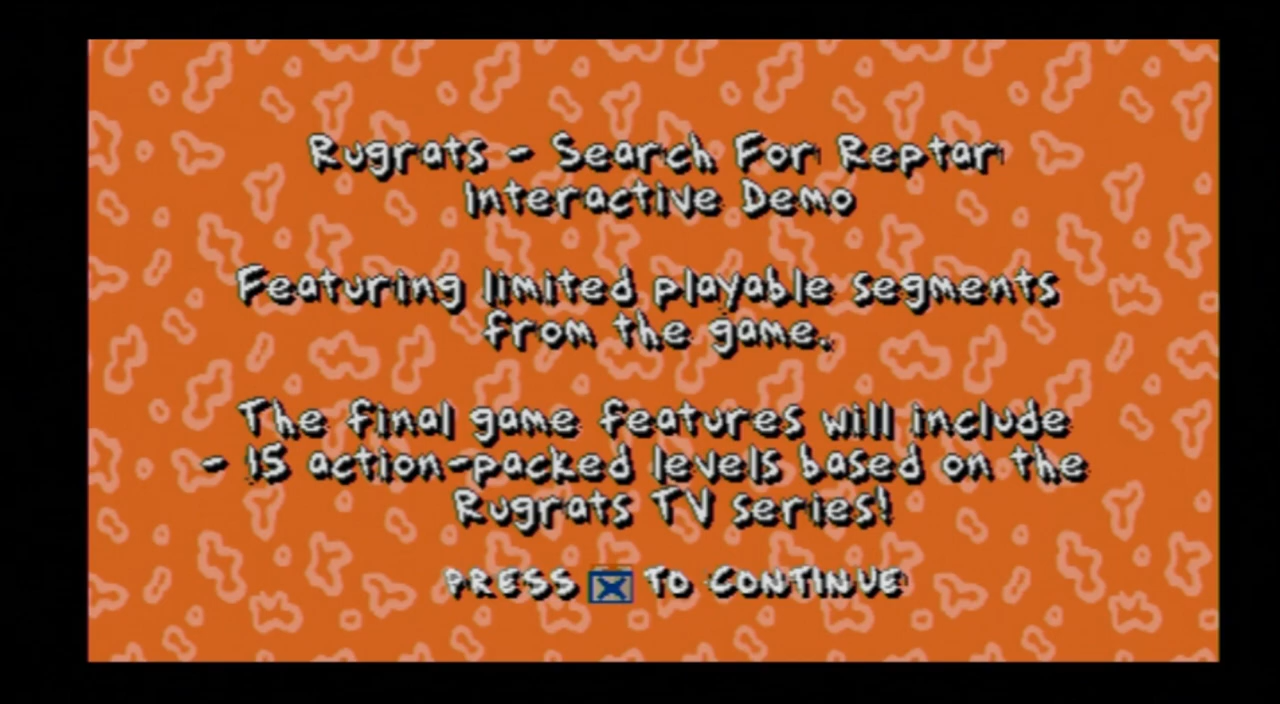 Rugrats - Search For Reptar
Interactive Demo
Featuring limited playable segments
from the game.
The final game features will include
- 15 action-packed levels based on the
Rugrats TV series!
PRESS X TO CONTINUE